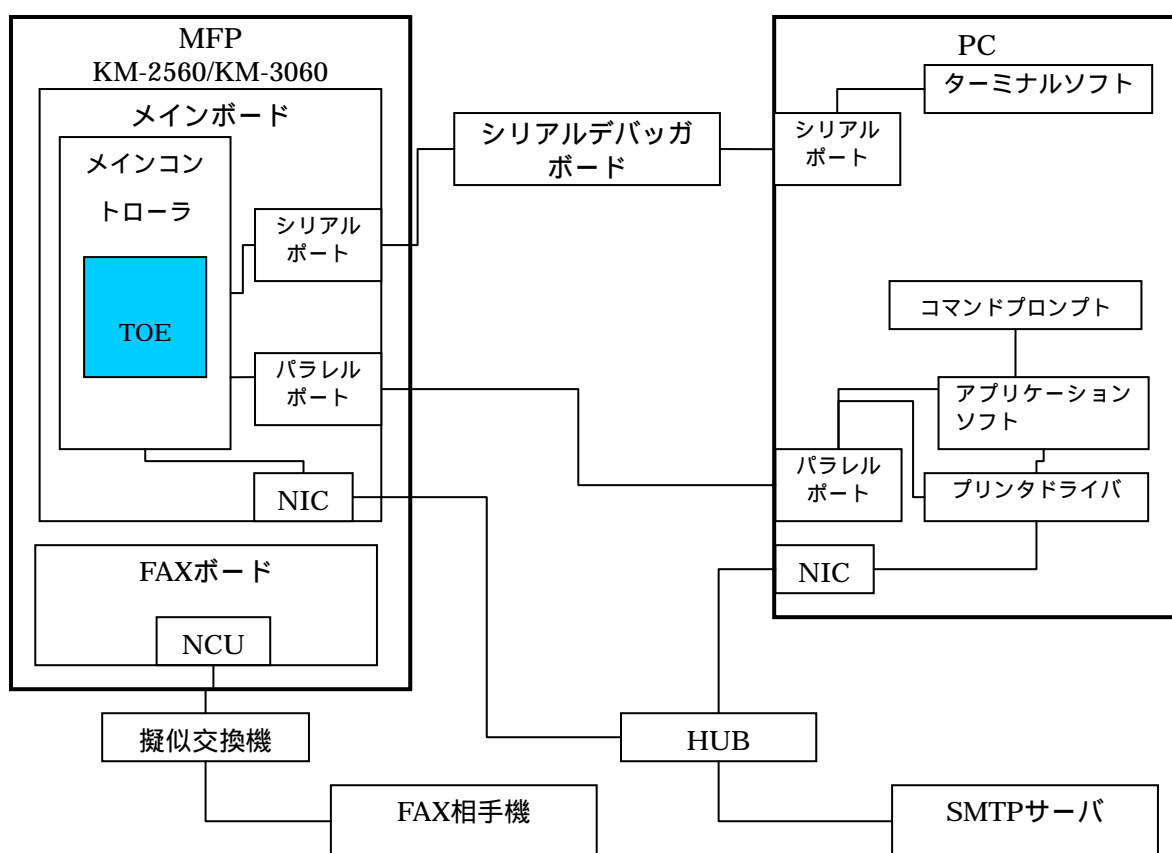 MFP
KM-2560/KM-3060
メインボード
メインコン
トローラ
TOE
シリアル
ポート
パラレル
ポート
NIC
FAXボード
NCU
擬似交換機
FAX相手機
シリアルデバッガ
ボード
HUB
SMTPサーバ
PC
ターミナルソフト
シリアル
ポート
コマンドプロンプト
アプリケーション
ソフト
パラレル
ポート
プリンタドライバ
NIC